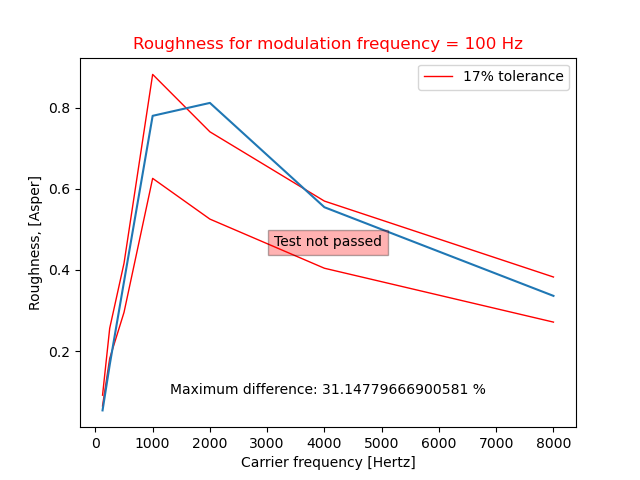 Roughness for modulation frequency = 100 Hz
17% tolerance
Roughness, [Asper]
0.8
0.6
0.4
0.2
Test not passed
Maximum difference: 31.14779666900581 %
0 1000 2000 3000 4000 5000 6000 7000 8000
Carrier frequency [Hertz]